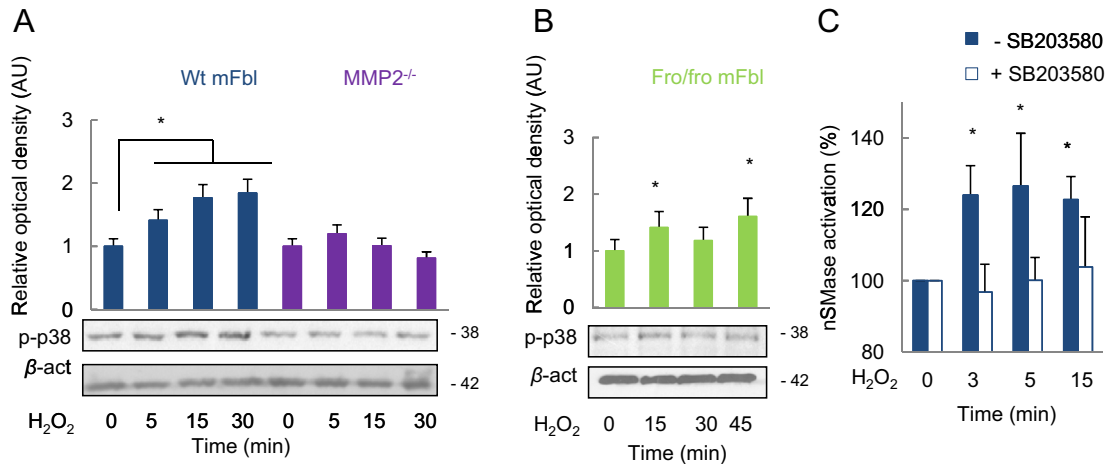 A
Relative optical density (AU)
Wt mFbl
MMP2-/-
3
2
1
0
*
p-p38
- 38
β-act
- 42
H2O2
0 5 15 30 0 5 15 30
Time (min)
B
Relative optical density (AU)
Fro/fro mFbl
3
2
1
0
* *
p-p38
- 38
β-act
- 42
H2O2
0 15 30 45
Time (min)
C
- SB203580
+ SB203580
nSMase activation (%)
140
120
100
80
* * *
H2O2
0 3 5 15
Time (min)